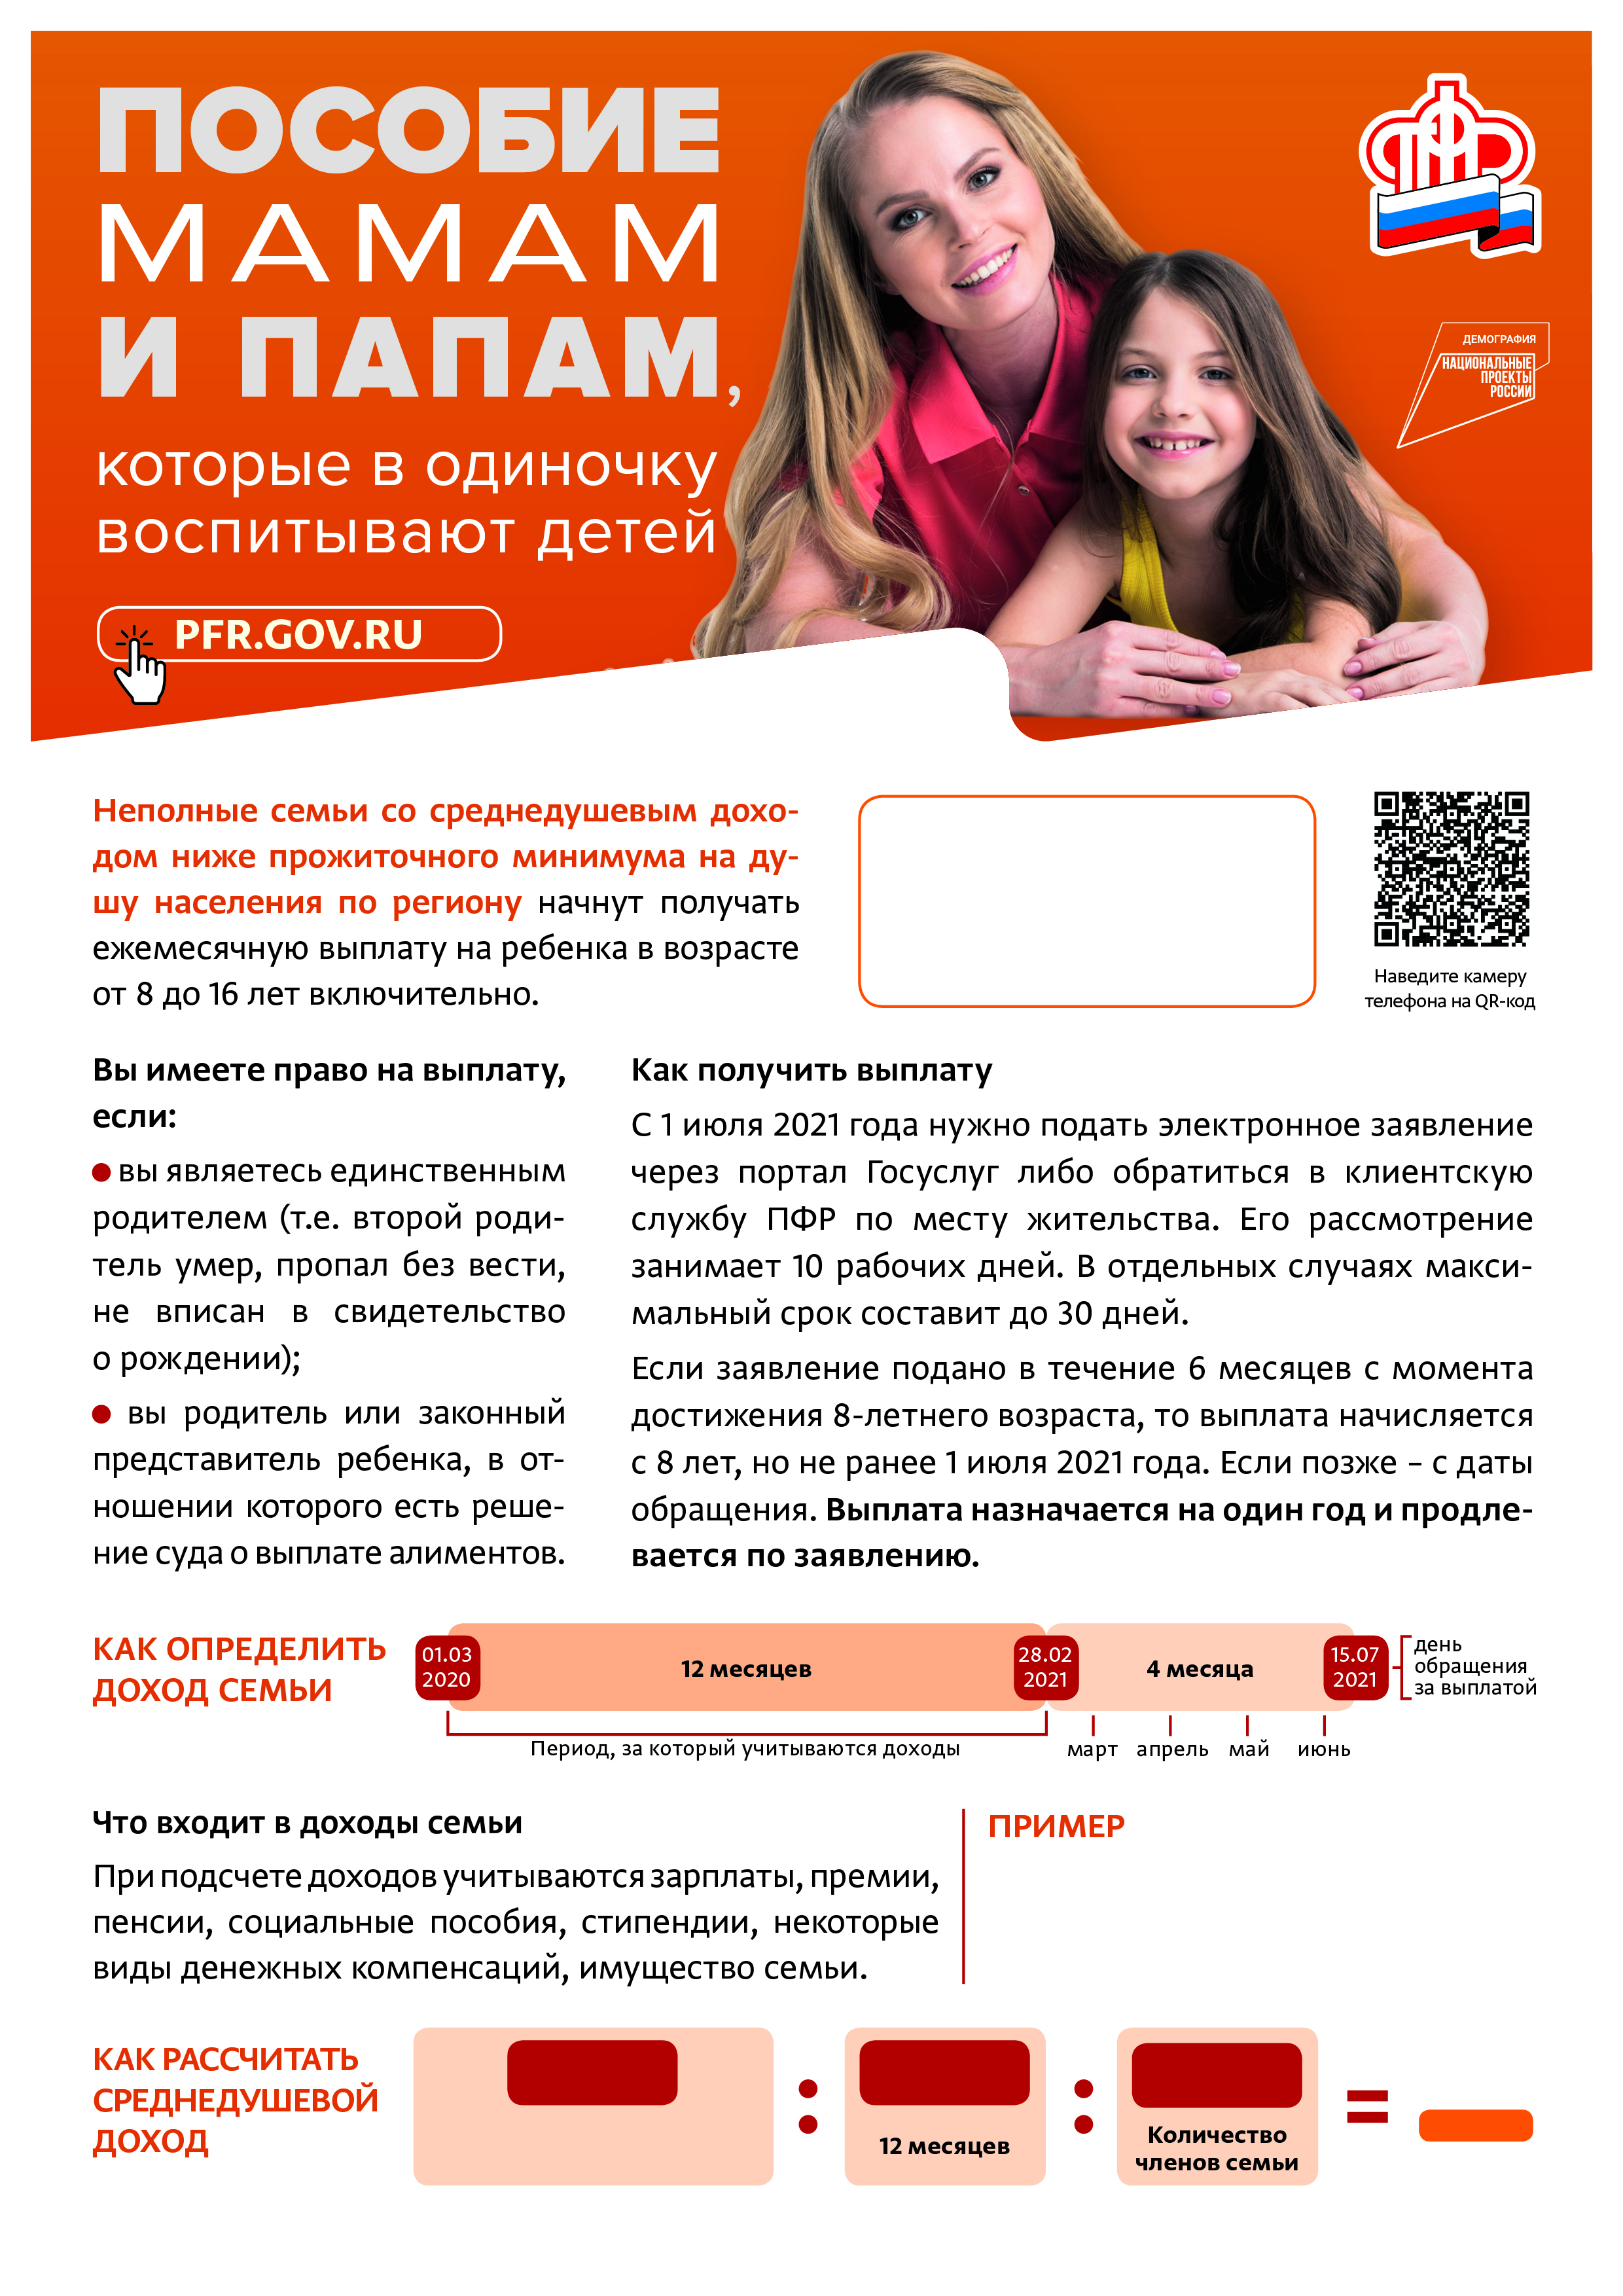 ПОСОБИЕ
МАМАМ
И ПАПАМ,
которые в одиночку
воспитывают детей
PFR.GOV.RU
ПФР
ДЕМОГРАФИЯ
НАЦИОНАЛЬНЫЕ
ПРОЕКТЫ
РОССИИ
Неполные семьи со среднедушевым дохо-
дом ниже прожиточного минимума на ду-
шу населения по региону начнут получать
ежемесячную выплату на ребенка в возрасте
от 8 до 16 лет включительно.
Наведите камеру
телефона на QR-код
Вы имеете право на выплату,
если:
● вы являетесь единственным
родителем (т.е. второй роди-
тель умер, пропал без вести,
не вписан в свидетельство
о рождении);
● вы родитель или законный
представитель ребенка, в от-
ношении которого есть реше-
ние суда о выплате алиментов.
Как получить выплату
С 1 июля 2021 года нужно подать электронное заявление
через портал Госуслуг либо обратиться в клиентскую
службу ПФР по месту жительства. Его рассмотрение
занимает 10 рабочих дней. В отдельных случаях макси-
мальный срок составит до 30 дней.
Если заявление подано в течение 6 месяцев с момента
достижения 8-летнего возраста, то выплата начисляется
с 8 лет, но не ранее 1 июля 2021 года. Если позже – с даты
обращения. Выплата назначается на один год и продле-
вается по заявлению.
КАК ОПРЕДЕЛИТЬ
ДОХОД СЕМЬИ
01.03
2020
12 месяцев
28.02
2021
4 месяца
15.07
2021
день
обращения
за выплатой
Период, за который учитываются доходы
март апрель май июнь
Что входит в доходы семьи
При подсчете доходов учитываются зарплаты, премии,
пенсии, социальные пособия, стипендии, некоторые
виды денежных компенсаций, имущество семьи.
ПРИМЕР
КАК РАССЧИТАТЬ
СРЕДНЕДУШЕВОЙ
ДОХОД
:
12 месяцев
:
Количество
членов семьи
=